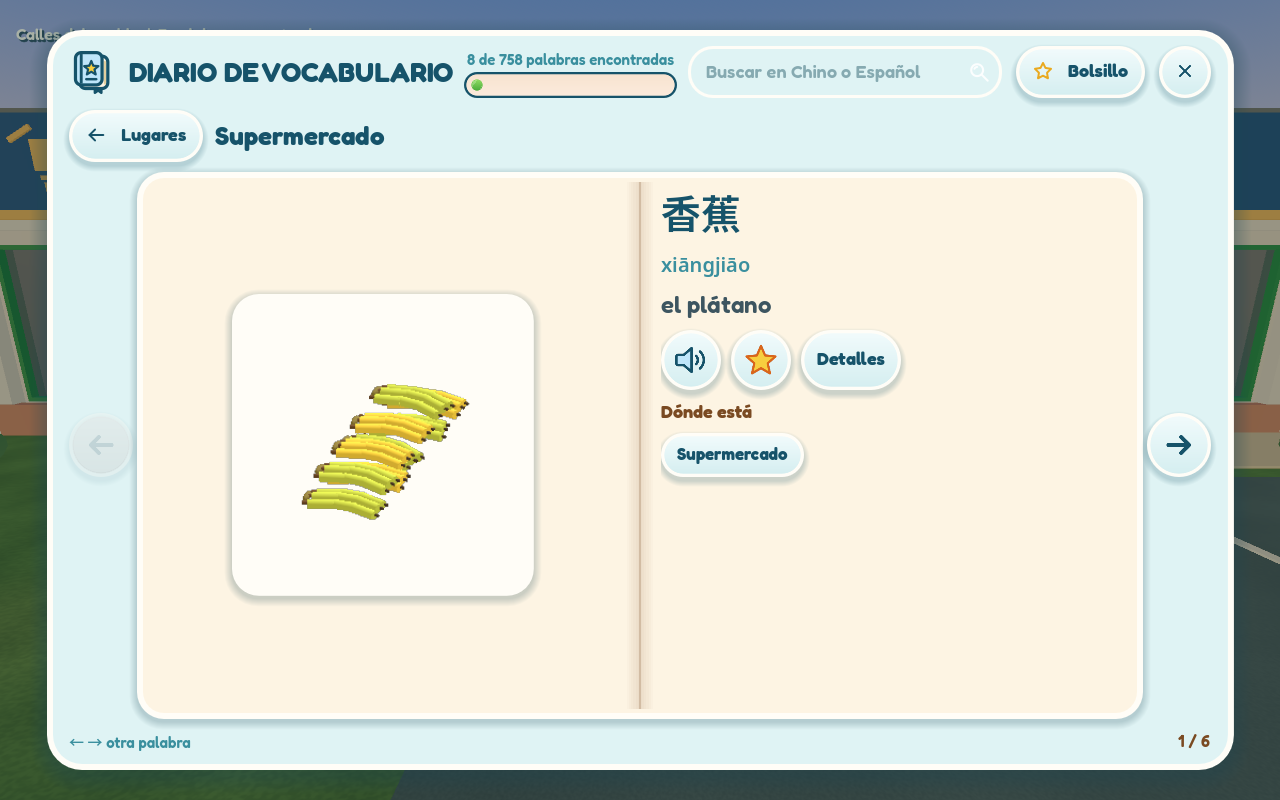 Calles
DIARIO DE VOCABULARIO
8 de 758 palabras encontradas
Buscar en Chino o Español
Bolsillo
← Lugares
Supermercado
香蕉
xiāngjiāo
el plátano
Detalles
Dónde está
Supermercado
←→ otra palabra
1 / 6